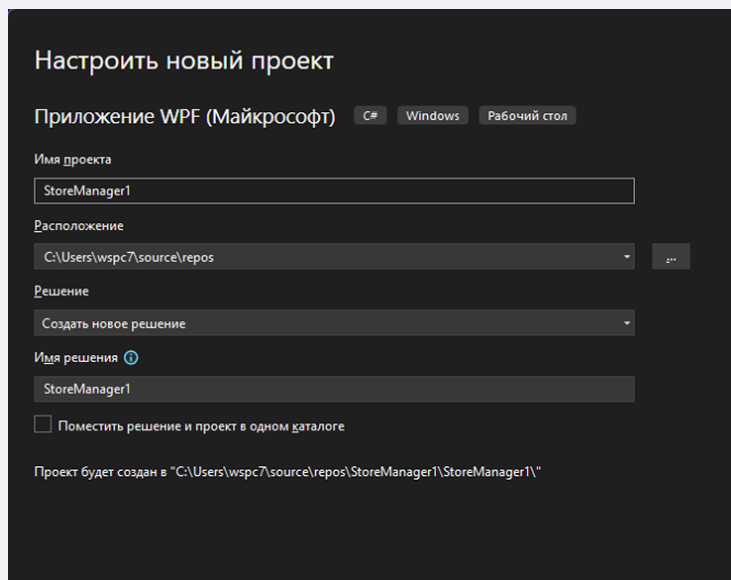 Настроить новый проект
Приложение WPF (Майкрософт) C# Windows Рабочий стол
Имя проекта
StoreManager1
Расположение
C:\Users\wspc7\source\repos
...
Решение
Создать новое решение
Имя решения
StoreManager1
Поместить решение и проект в одном каталоге
Проект будет создан в "C:\Users\wspc7\source\repos\StoreManager1\StoreManager1\"